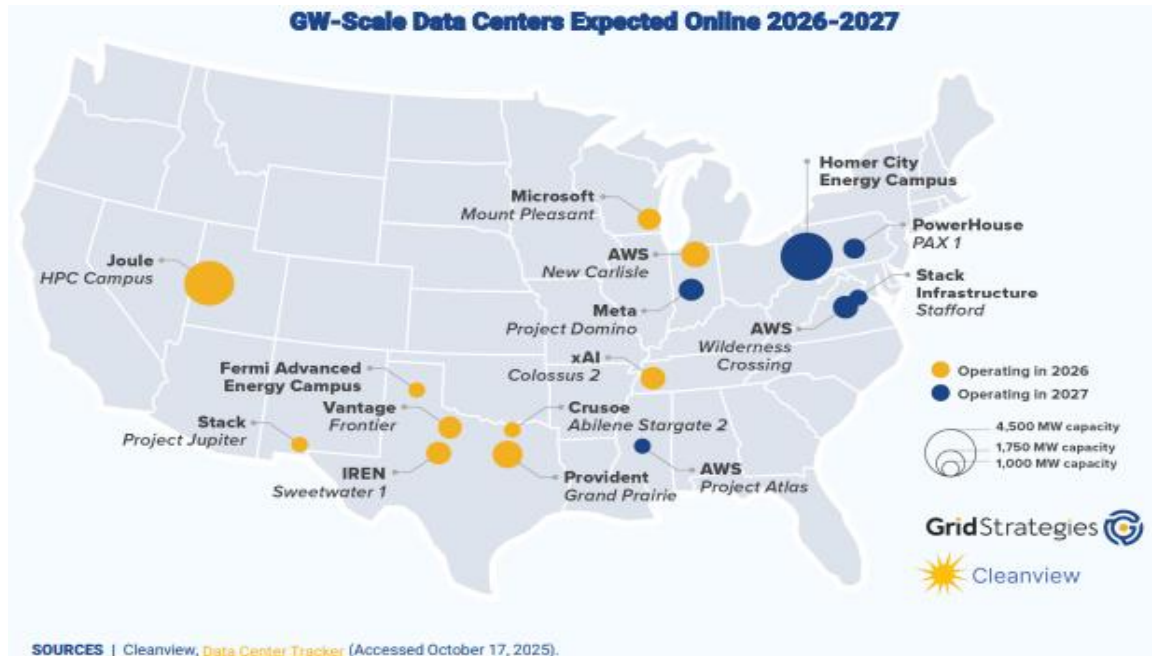 GW-Scale Data Centers Expected Online 2026-2027
Homer City
Energy Campus
Microsoft
Mount Pleasant
PowerHouse
PAX 1
AWS
New Carlisle
Joule
HPC Campus
Stack
Infrastructure
Stafford
Meta
Project Domino
AWS
Wilderness
Crossing
xAI
Colossus 2
Fermi Advanced
Energy Campus
Operating in 2026
Operating in 2027
Vantage
Frontier
Crusoe
Abilene Stargate 2
Stack
Project Jupiter
4,500 MW capacity
1,750 MW capacity
1,000 MW capacity
IREN
Sweetwater 1
Provident
Grand Prairie
AWS
Project Atlas
GridStrategies
Cleanview
SOURCES | Cleanview, Data Center Tracker (Accessed October 17, 2025).